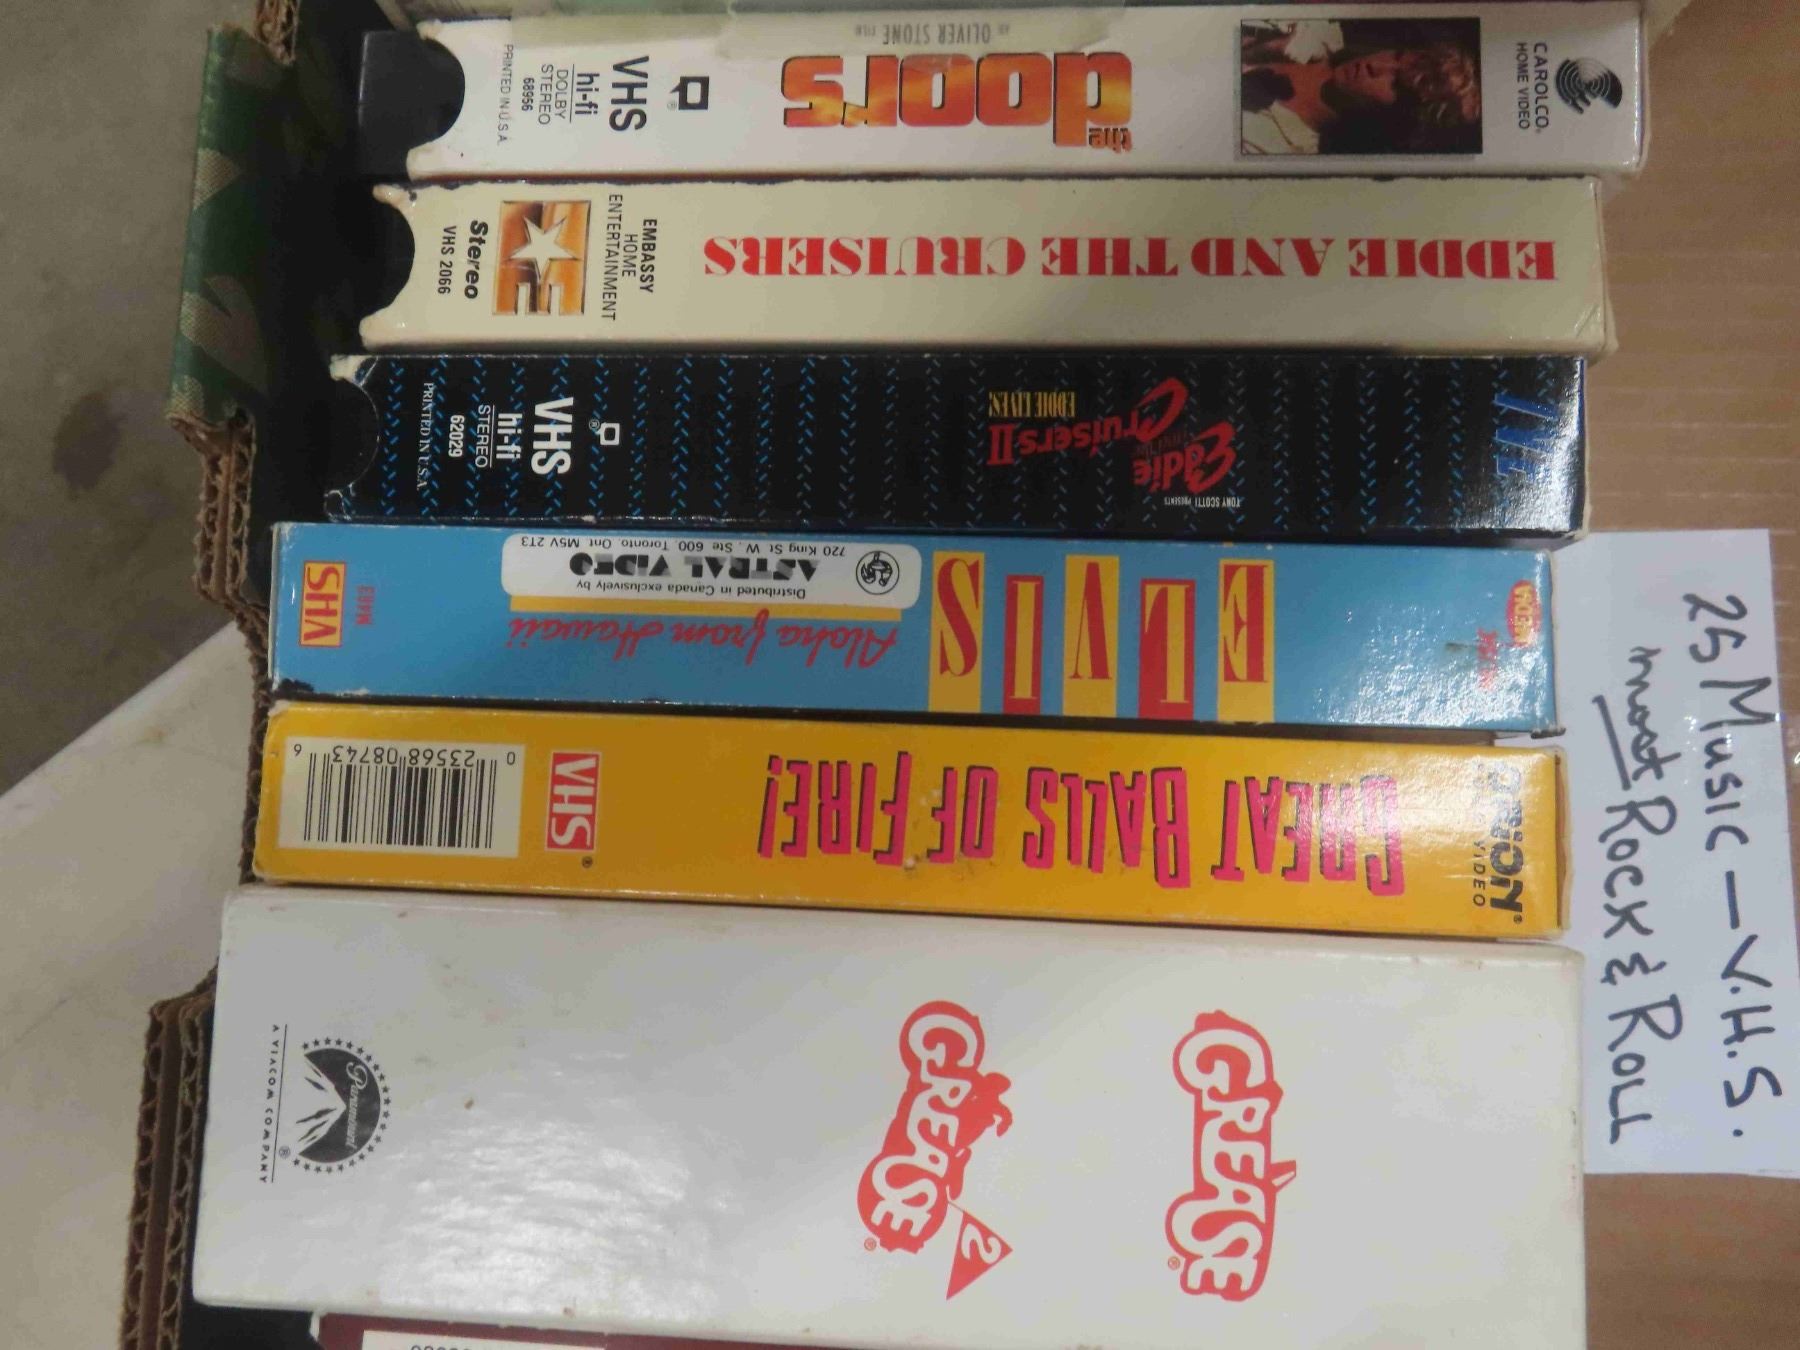 AN OLIVER STONE FILM
the
doors
CAROLCO®
HOME VIDEO
VHS
hi-fi
DOLBY
STEREO
68956
PRINTED IN U.S.A.
EDDIE AND THE CRUISERS
EMBASSY
HOME
ENTERTAINMENT
E
Stereo
VHS 2066
TONY SCOTTI PRESENTS
Eddie
and the
Cruisers II
EDDIE LIVES!
VHS
hi-fi
STEREO
62029
PRINTED IN U.S.A.
ELVIS
Aloha from Hawaii
Distributed in Canada exclusively by
ASTRAL VIDEO
720 King St W., Ste 600, Toronto, Ont M5V 2T3
M483
VHS
ORION®
VIDEO
GREAT BALLS OF FIRE!
VHS®
0 23568 08743 6
GREASE®
GREASE® 2
Paramount®
A VIACOM COMPANY
25 Music — V.H.S.
most Rock & Roll